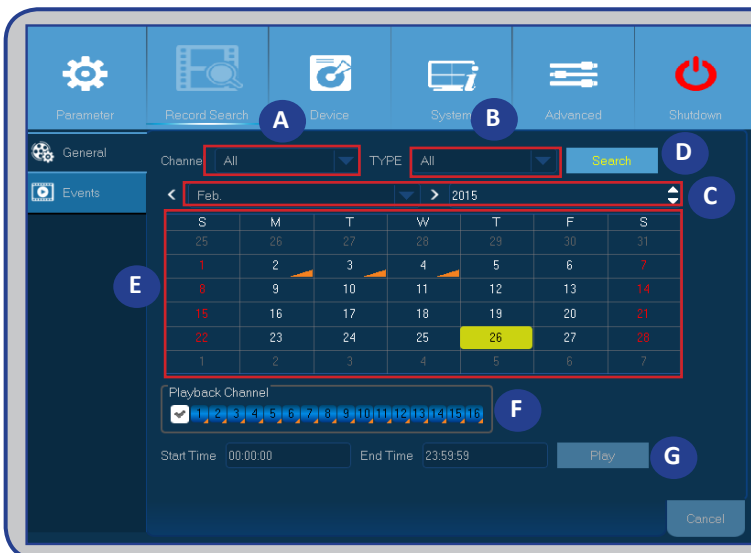 Parameter Record Search Device System Advanced Shutdown
A B
General
Events
Channel All TYPE All Search D
< Feb. > 2015 C
S M T W T F S
25 26 27 28 29 30 31
1 2 3 4 5 6 7
E
8 9 10 11 12 13 14
15 16 17 18 19 20 21
22 23 24 25 26 27 28
1 2 3 4 5 6 7
Playback Channel
1 2 3 4 5 6 7 8 9 10 11 12 13 14 15 16 F
Start Time 00:00:00 End Time 23:59:59 Play G
Cancel